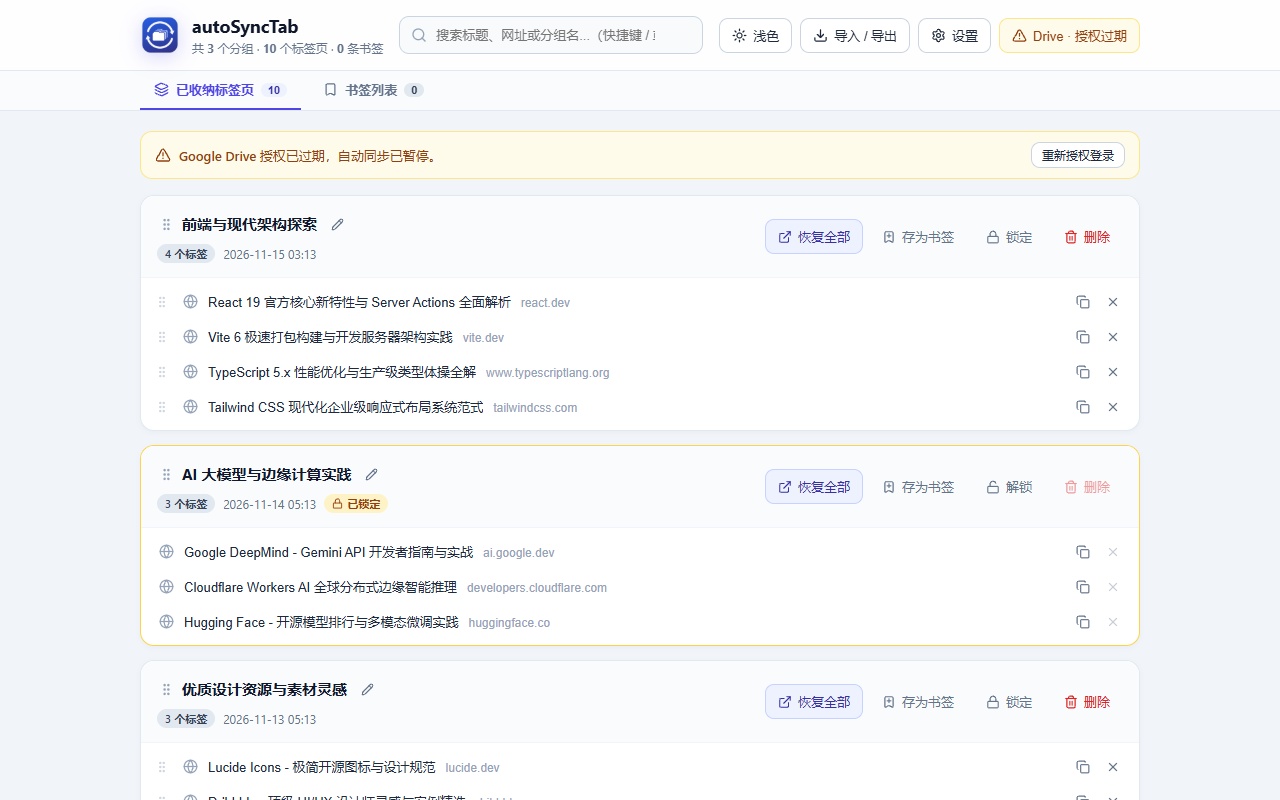 autoSyncTab
共 3 个分组 · 10 个标签页 · 0 条书签
搜索标题、网址或分组名... （快捷键 /
浅色
导入 / 导出
设置
Drive · 授权过期
已收纳标签页 10
书签列表 0
Google Drive 授权已过期，自动同步已暂停。
重新授权登录
前端与现代架构探索
4 个标签 2026-11-15 03:13
恢复全部
存为书签
锁定
删除
React 19 官方核心新特性与 Server Actions 全面解析 react.dev
Vite 6 极速打包构建与开发服务器架构实践 vite.dev
TypeScript 5.x 性能优化与生产级类型体操全解 www.typescriptlang.org
Tailwind CSS 现代化企业级响应式布局系统范式 tailwindcss.com
AI 大模型与边缘计算实践
3 个标签 2026-11-14 05:13 已锁定
恢复全部
存为书签
解锁
删除
Google DeepMind - Gemini API 开发者指南与实战 ai.google.dev
Cloudflare Workers AI 全球分布式边缘智能推理 developers.cloudflare.com
Hugging Face - 开源模型排行与多模态微调实践 huggingface.co
优质设计资源与素材灵感
3 个标签 2026-11-13 05:13
恢复全部
存为书签
锁定
删除
Lucide Icons - 极简开源图标与设计规范 lucide.dev